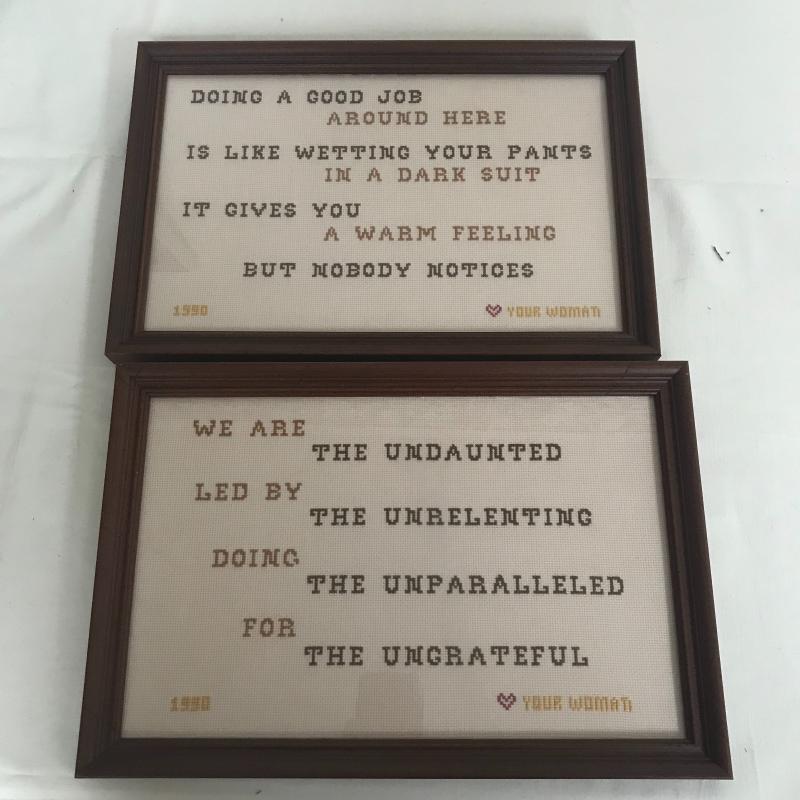 DOING A GOOD JOB
AROUND HERE
IS LIKE WETTING YOUR PANTS
IN A DARK SUIT
IT GIVES YOU
A WARM FEELING
BUT NOBODY NOTICES
1990 YOUR WOMAN
WE ARE
THE UNDAUNTED
LED BY
THE UNRELENTING
DOING
THE UNPARALLELED
FOR
THE UNGRATEFUL
1990 YOUR WOMAN